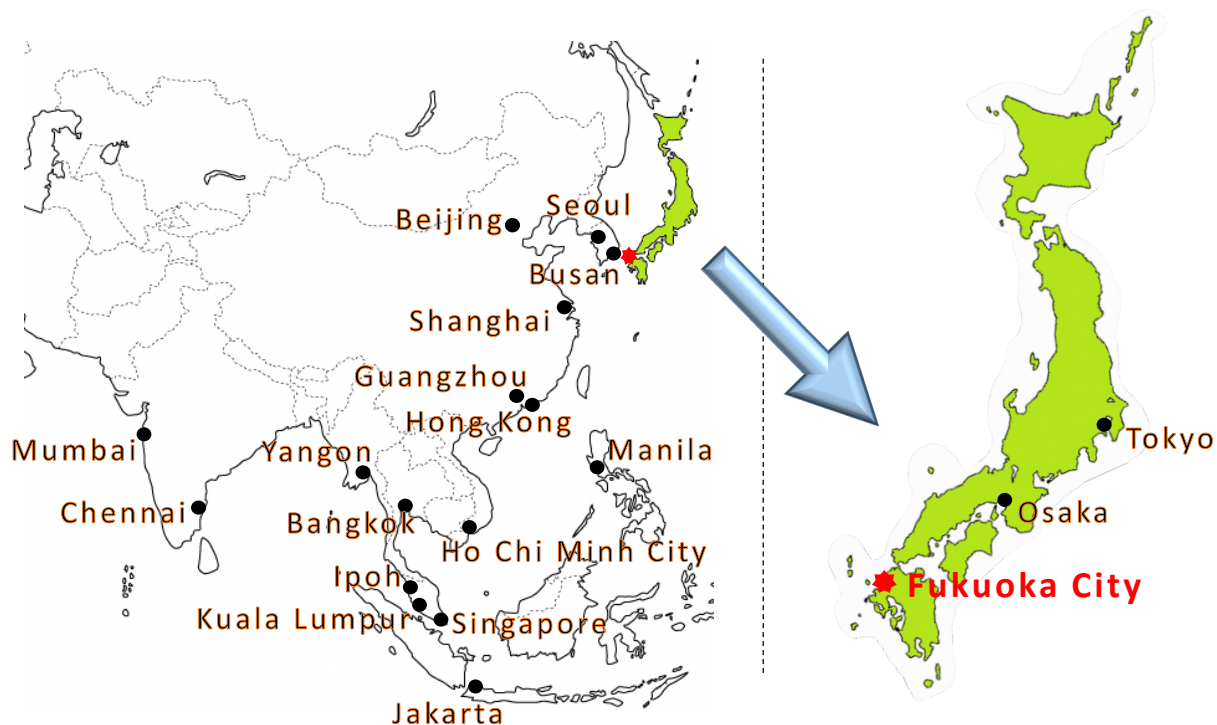 Seoul
Beijing
Busan
Shanghai
Guangzhou
Hong Kong
Mumbai
Yangon
Manila
Chennai
Bangkok
Ho Chi Minh City
Ipoh
Kuala Lumpur
Singapore
Jakarta
Tokyo
Osaka
Fukuoka City